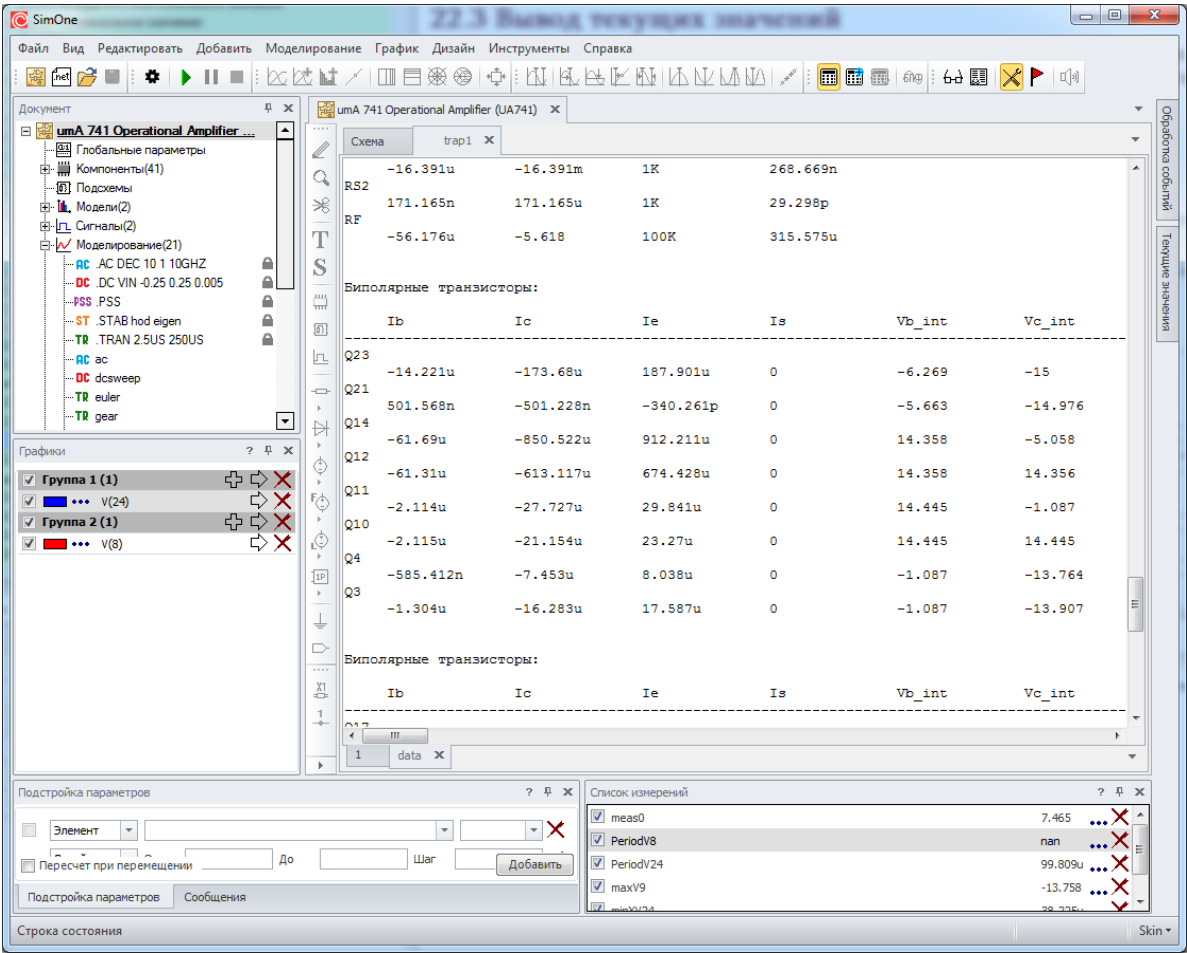 22.3 Вывод текущих значений
SimOne
Файл Вид Редактировать Добавить Моделирование График Дизайн Инструменты Справка
.net
Документ
umA 741 Operational Amplifier ...
Глобальные параметры
Компоненты(41)
Подсхемы
Модели(2)
Сигналы(2)
Моделирование(21)
AC .AC DEC 10 1 10GHZ
DC .DC VIN -0.25 0.25 0.005
PSS .PSS
ST .STAB hod eigen
TR .TRAN 2.5US 250US
AC ac
DC dcsweep
TR euler
TR gear
Графики
Группа 1 (1)
V(24)
Группа 2 (1)
V(8)
umA 741 Operational Amplifier (UA741)
Схема trap1
-16.391u -16.391m 1K 268.669n
RS2
171.165n 171.165u 1K 29.298p
RF
-56.176u -5.618 100K 315.575u
Биполярные транзисторы:
Ib Ic Ie Is Vb_int Vc_int
Q23
-14.221u -173.68u 187.901u 0 -6.269 -15
Q21
501.568n -501.228n -340.261p 0 -5.663 -14.976
Q14
-61.69u -850.522u 912.211u 0 14.358 -5.058
Q12
-61.31u -613.117u 674.428u 0 14.358 14.356
Q11
-2.114u -27.727u 29.841u 0 14.445 -1.087
Q10
-2.115u -21.154u 23.27u 0 14.445 14.445
Q4
-585.412n -7.453u 8.038u 0 -1.087 -13.764
Q3
-1.304u -16.283u 17.587u 0 -1.087 -13.907
Биполярные транзисторы:
Ib Ic Ie Is Vb_int Vc_int
Q17
1 data
Обработка событий
Текущие значения
Подстройка параметров
Элемент
До Шаг
Пересчет при перемещении
Добавить
Подстройка параметров Сообщения
Список измерений
meas0 7.465
PeriodV8 nan
PeriodV24 99.809u
maxV9 -13.758
minXV24 38.225u
Строка состояния
Skin